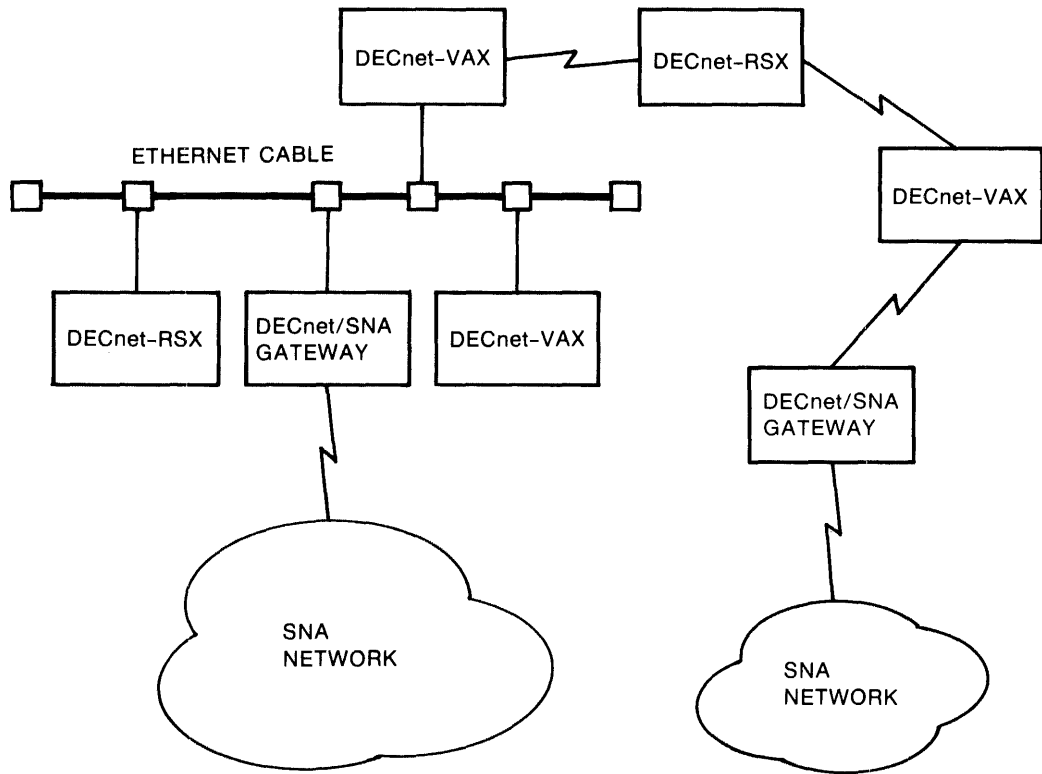 DECnet-VAX
DECnet-RSX
ETHERNET CABLE
DECnet-VAX
DECnet-RSX
DECnet/SNA
GATEWAY
DECnet-VAX
DECnet/SNA
GATEWAY
SNA
NETWORK
SNA
NETWORK